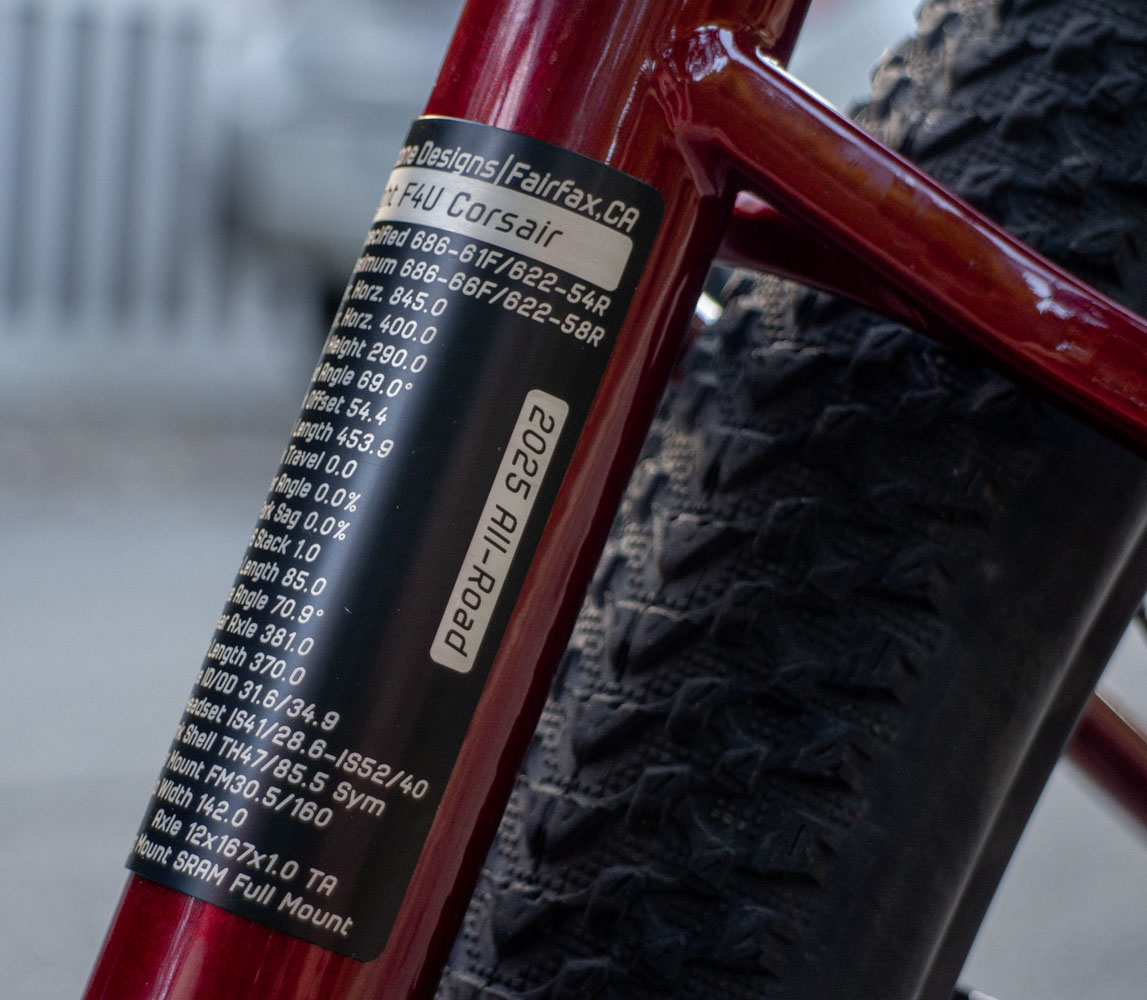 Designs|Fairfax,CA
F4U Corsair
686-61F/622-54R
686-66F/622-58R
Horz. 845.0
Horz. 400.0
Height 290.0
Angle 69.0°
Offset 54.4
Length 453.9
Travel 0.0
Angle 0.0%
Sag 0.0%
Stack 1.0
Length 85.0
Angle 70.9°
Axle 381.0
Length 370.0
ID/OD 31.6/34.9
Headset IS41/28.6-IS52/40
Shell TH47/85.5 Sym
Mount FM30.5/160
Width 142.0
Axle 12x167x1.0 TA
Mount SRAM Full Mount
2025 All-Road